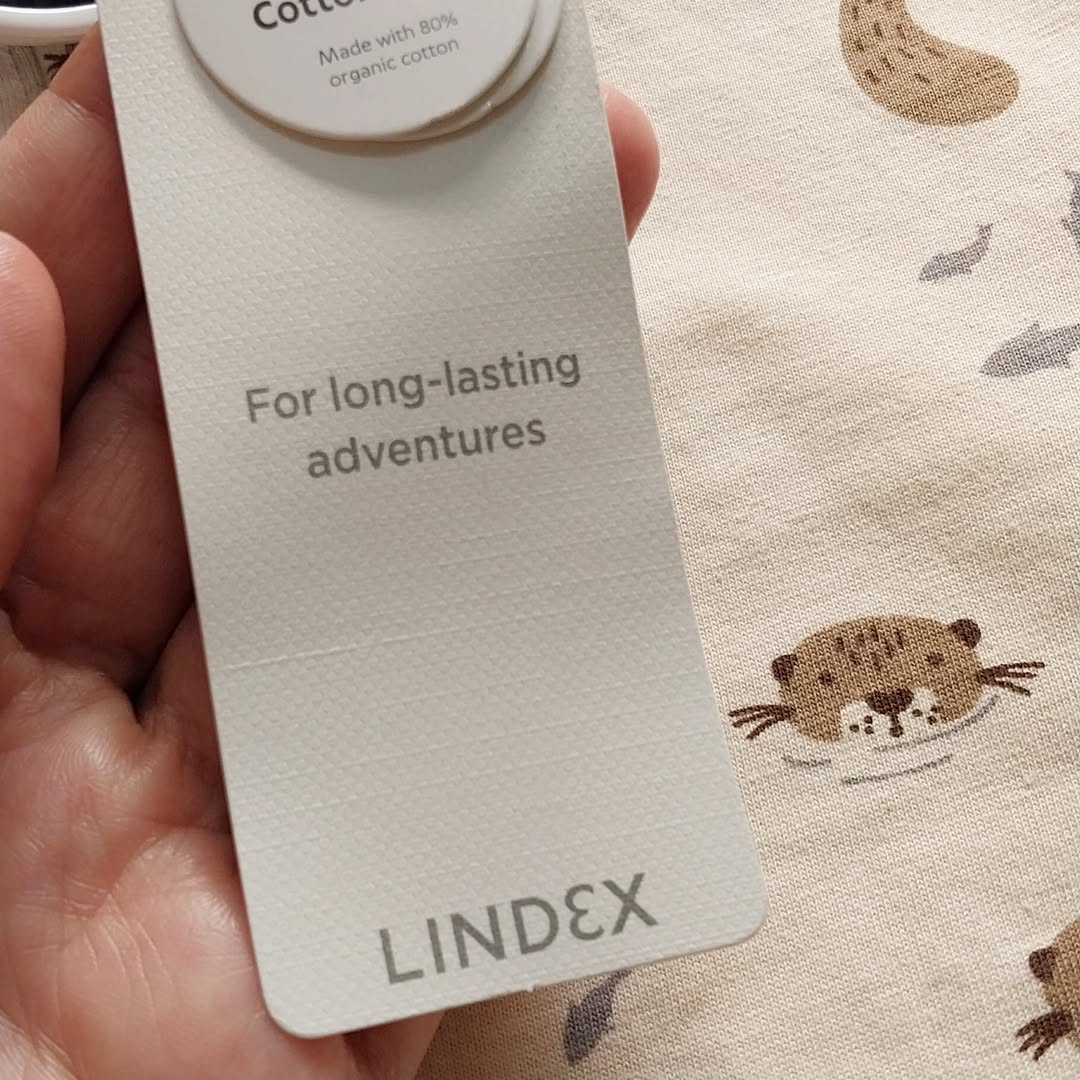 Made with 80%
organic cotton
For long-lasting
adventures
LINDEX